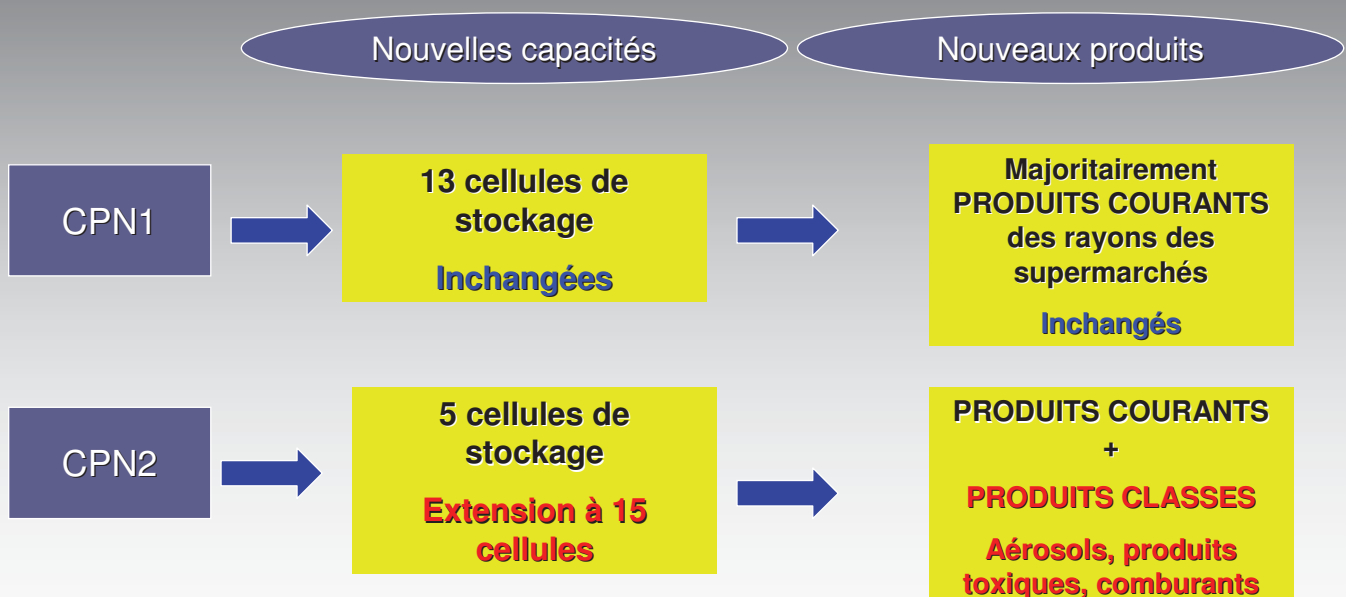 Nouvelles capacités
Nouveaux produits
CPN1
13 cellules de
stockage
Inchangées
Majoritairement
PRODUITS COURANTS
des rayons des
supermarchés
Inchangés
CPN2
5 cellules de
stockage
Extension à 15
cellules
PRODUITS COURANTS
+
PRODUITS CLASSES
Aérosols, produits
toxiques, comburants